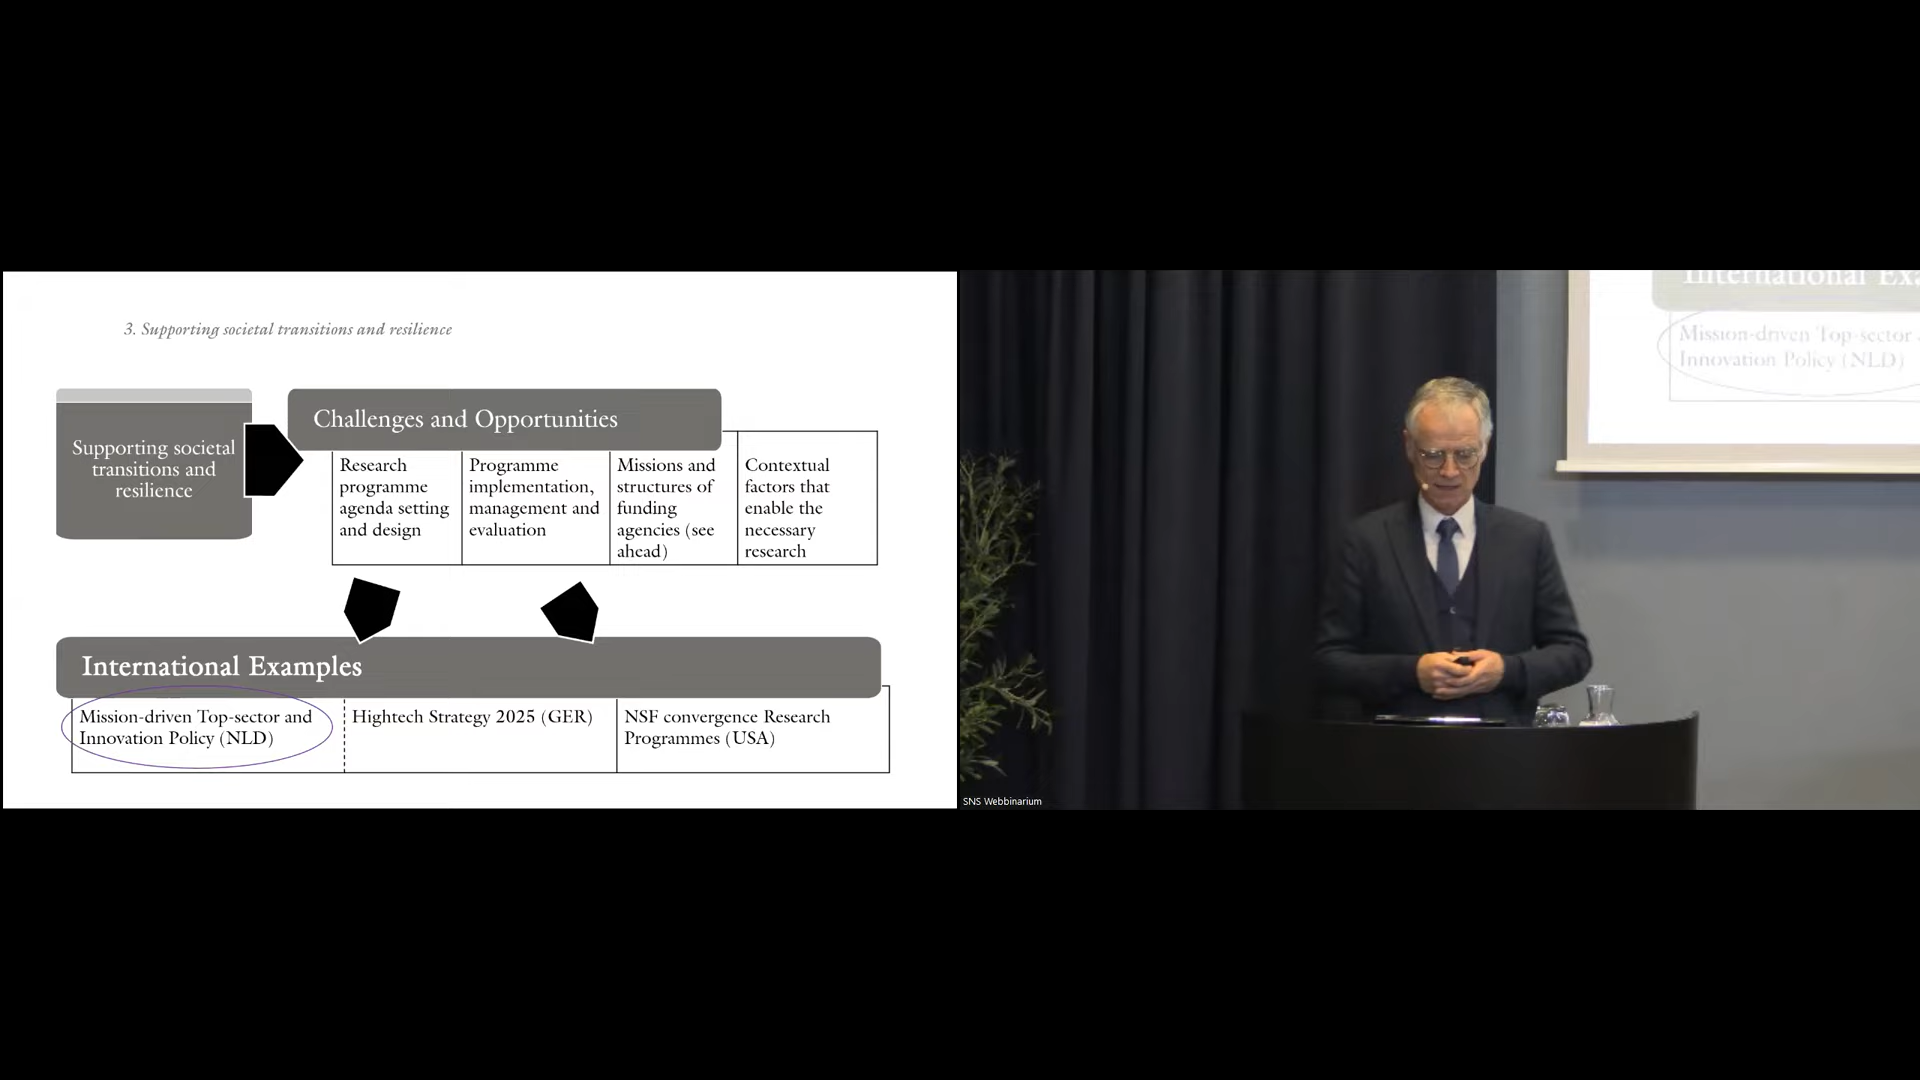 3. Supporting societal transitions and resilience
Supporting societal
transitions and
resilience
Challenges and Opportunities
Research
programme
agenda setting
and design
Programme
implementation,
management and
evaluation
Missions and
structures of
funding
agencies (see
ahead)
Contextual
factors that
enable the
necessary
research
International Examples
Mission-driven Top-sector and
Innovation Policy (NLD)
Hightech Strategy 2025 (GER)
NSF convergence Research
Programmes (USA)
International Exa
Mission-driven Top-sector
Innovation Policy (NLD)
SNS Webbinarium